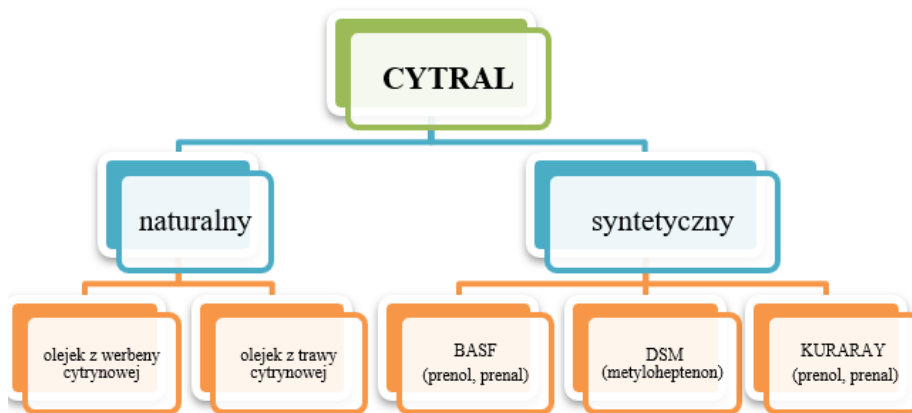 CYTRAL
naturalny
syntetyczny
olejek z werbeny
cytrynowej
olejek z trawy
cytrynowej
BASF
(prenol, prenal)
DSM
(metyloheptenon)
KURARAY
(prenol, prenal)